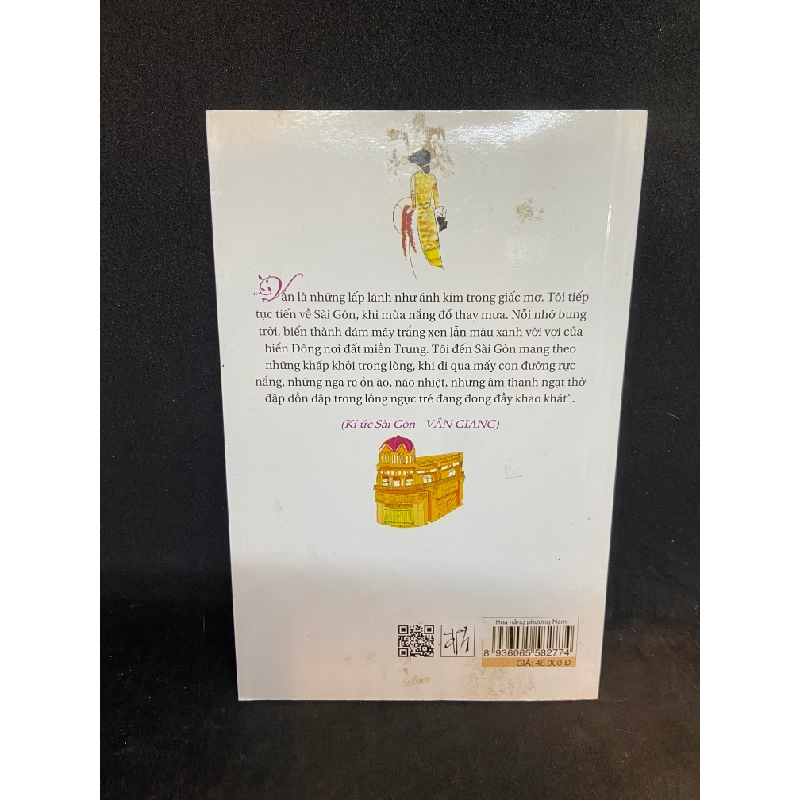 "Vẫn là những lấp lánh như ánh kim trong giấc mơ. Tôi tiếp
tục tiến về Sài Gòn, khi mùa nắng đổ thay mưa. Nỗi nhớ bung
trời, biến thành đám mây trắng xen lẫn màu xanh vời vợi của
biển Đông nơi đất miền Trung. Tôi đến Sài Gòn mang theo
những khấp khởi trong lòng, khi đi qua mấy con đường rực
nắng, những ngã rẽ ồn ào, náo nhiệt, những âm thanh ngạt thở
đập dồn dập trong lồng ngực trẻ đang đong đầy khao khát".
(Kí ức Sài Gòn - VÂN GIANG)
Hoa nắng phương Nam
8 936065 582774
GIÁ: 48.000 Đ